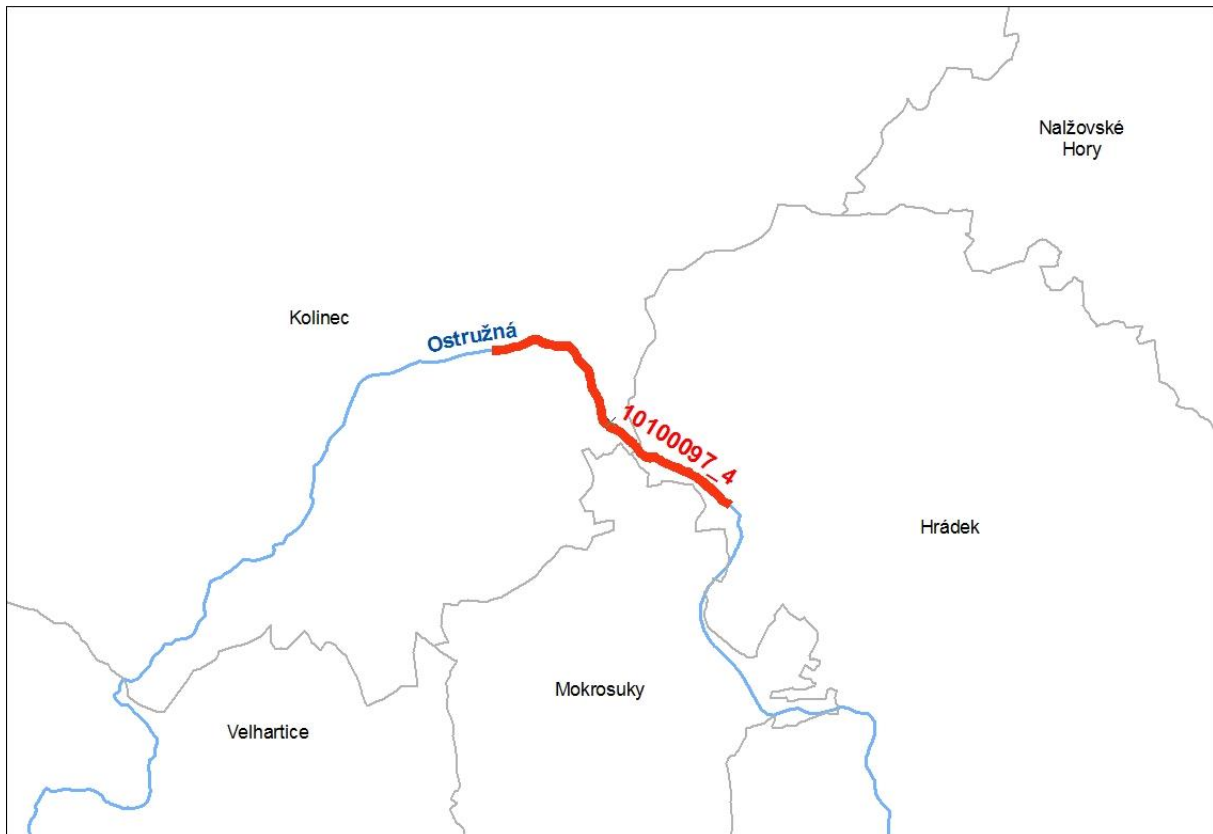 Nalžovské
Hory
Kolinec
Ostružná
10100097_4
Hrádek
Mokrosuky
Velhartice